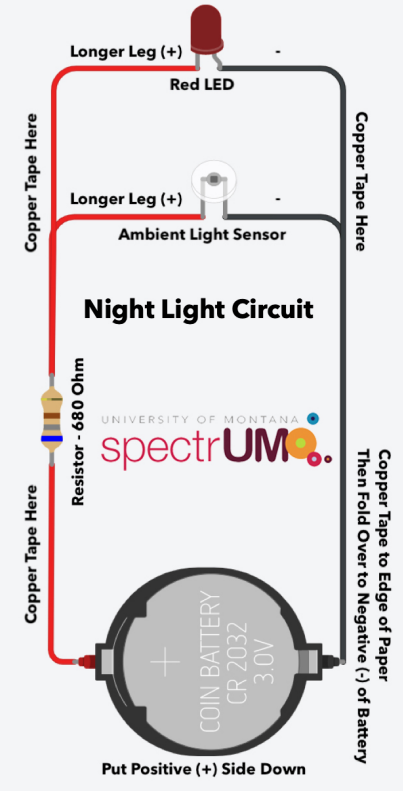 Longer Leg (+)
-
Red LED
Copper Tape Here
Copper Tape Here
Longer Leg (+)
-
Ambient Light Sensor
Night Light Circuit
Resistor - 680 Ohm
UNIVERSITY OF MONTANA
spectrUM
Copper Tape Here
Copper Tape to Edge of Paper
Then Fold Over to Negative (-) of Battery
+
COIN BATTERY
CR 2032
3.0V
Put Positive (+) Side Down